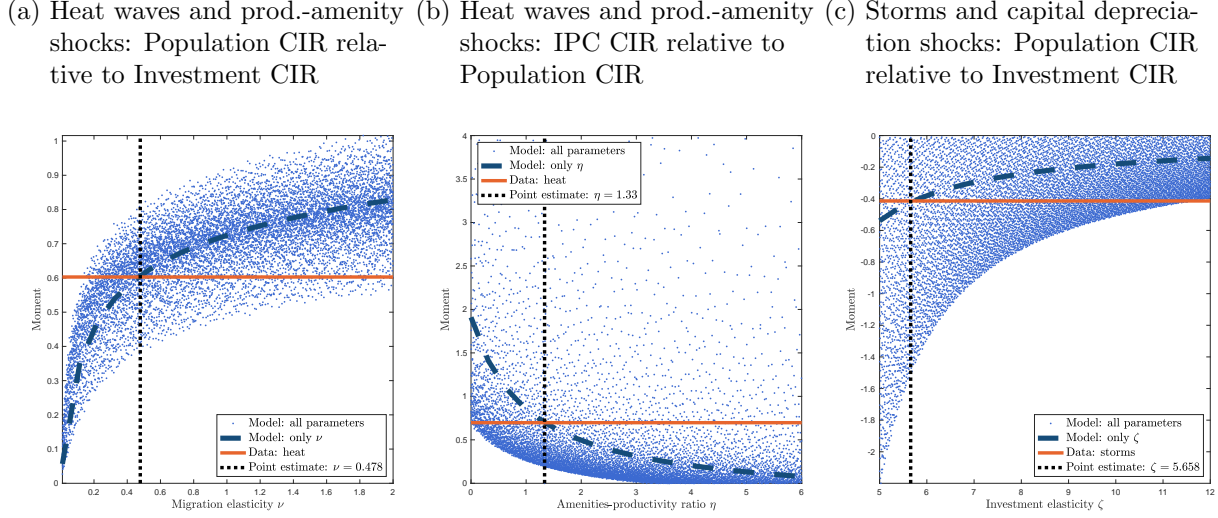 (a) Heat waves and prod.-amenity
shocks: Population CIR rela-
tive to Investment CIR
(b) Heat waves and prod.-amenity
shocks: IPC CIR relative to
Population CIR
(c) Storms and capital deprecia-
tion shocks: Population CIR
relative to Investment CIR
1
0.9
0.8
0.7
0.6
0.5
0.4
0.3
0.2
0.1
0
Moment
0.2 0.4 0.6 0.8 1 1.2 1.4 1.6 1.8 2
Migration elasticity ν
Model: all parameters
Model: only ν
Data: heat
Point estimate: ν = 0.478
4
3.5
3
2.5
2
1.5
1
0.5
0
Moment
0 1 2 3 4 5 6
Amenities-productivity ratio η
Model: all parameters
Model: only η
Data: heat
Point estimate: η = 1.33
0
-0.2
-0.4
-0.6
-0.8
-1
-1.2
-1.4
-1.6
-1.8
-2
Moment
5 6 7 8 9 10 11 12
Investment elasticity ζ
Model: all parameters
Model: only ζ
Data: storms
Point estimate: ζ = 5.658